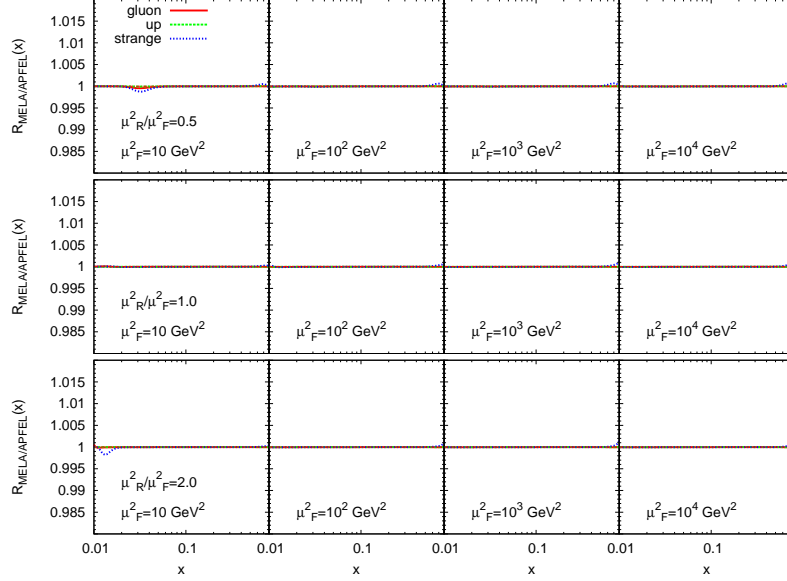 gluon
up
strange
R_MELA/APFEL(x)
1.015
1.01
1.005
1
0.995
0.99
0.985
μ²_R/μ²_F=0.5
μ²_F=10 GeV²
μ²_F=10² GeV²
μ²_F=10³ GeV²
μ²_F=10⁴ GeV²
R_MELA/APFEL(x)
1.015
1.01
1.005
1
0.995
0.99
0.985
μ²_R/μ²_F=1.0
μ²_F=10 GeV²
μ²_F=10² GeV²
μ²_F=10³ GeV²
μ²_F=10⁴ GeV²
R_MELA/APFEL(x)
1.015
1.01
1.005
1
0.995
0.99
0.985
μ²_R/μ²_F=2.0
μ²_F=10 GeV²
μ²_F=10² GeV²
μ²_F=10³ GeV²
μ²_F=10⁴ GeV²
0.01 0.1 0.01 0.1 0.01 0.1 0.01 0.1
x x x x